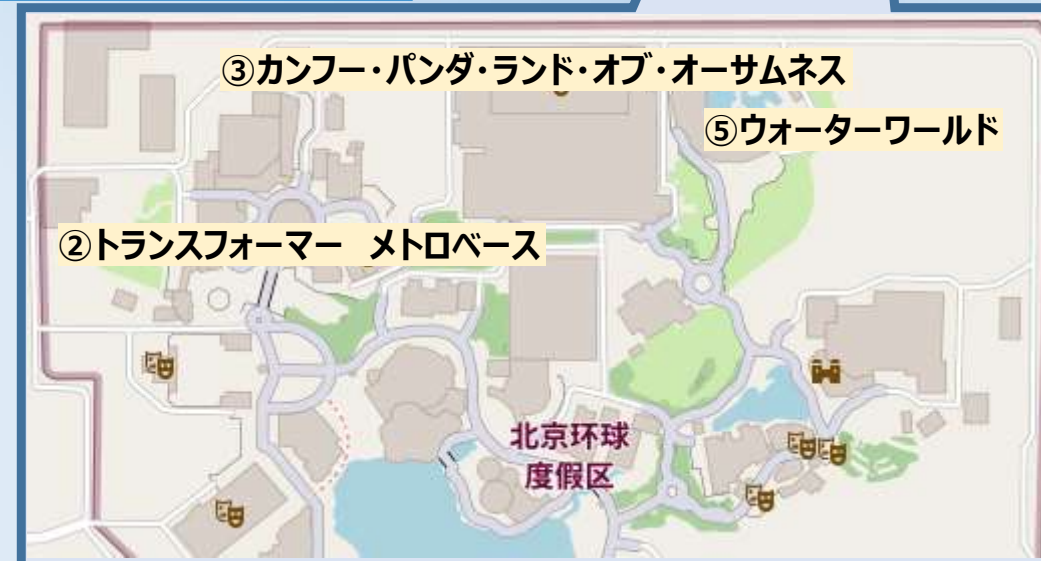 ③カンフー・パンダ・ランド・オブ・オーサムネス
⑤ウォーターワールド
②トランスフォーマー　メトロベース
北京环球
度假区